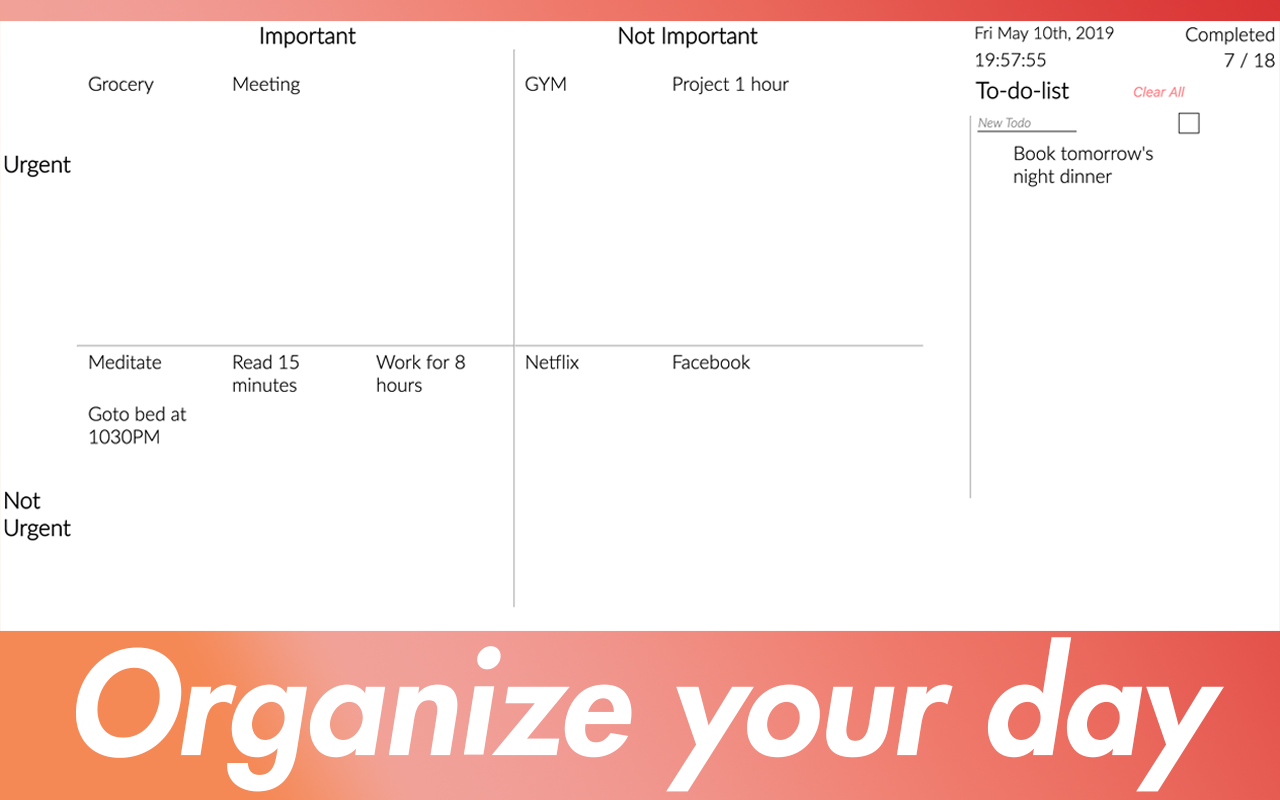 Important
Not Important
Fri May 10th, 2019
Completed
19:57:55
7 / 18
To-do-list
Clear All
New Todo
Book tomorrow's
night dinner
Urgent
Grocery
Meeting
GYM
Project 1 hour
Not
Urgent
Meditate
Read 15
minutes
Work for 8
hours
Goto bed at
1030PM
Netflix
Facebook
Organize your day